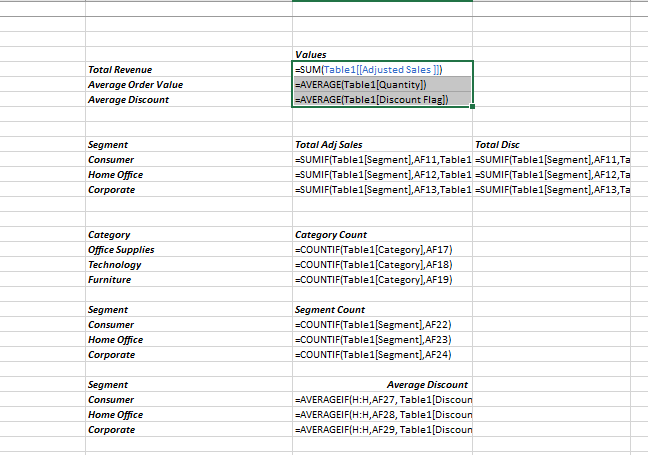 Values
Total Revenue =SUM(Table1[[Adjusted Sales ]])
Average Order Value =AVERAGE(Table1[Quantity])
Average Discount =AVERAGE(Table1[Discount Flag])
Segment Total Adj Sales Total Disc
Consumer =SUMIF(Table1[Segment],AF11,Table1 =SUMIF(Table1[Segment],AF11,Ta
Home Office =SUMIF(Table1[Segment],AF12,Table1 =SUMIF(Table1[Segment],AF12,Ta
Corporate =SUMIF(Table1[Segment],AF13,Table1 =SUMIF(Table1[Segment],AF13,Ta
Category Category Count
Office Supplies =COUNTIF(Table1[Category],AF17)
Technology =COUNTIF(Table1[Category],AF18)
Furniture =COUNTIF(Table1[Category],AF19)
Segment Segment Count
Consumer =COUNTIF(Table1[Segment],AF22)
Home Office =COUNTIF(Table1[Segment],AF23)
Corporate =COUNTIF(Table1[Segment],AF24)
Segment Average Discount
Consumer =AVERAGEIF(H:H,AF27, Table1[Discoun
Home Office =AVERAGEIF(H:H,AF28, Table1[Discoun
Corporate =AVERAGEIF(H:H,AF29, Table1[Discoun